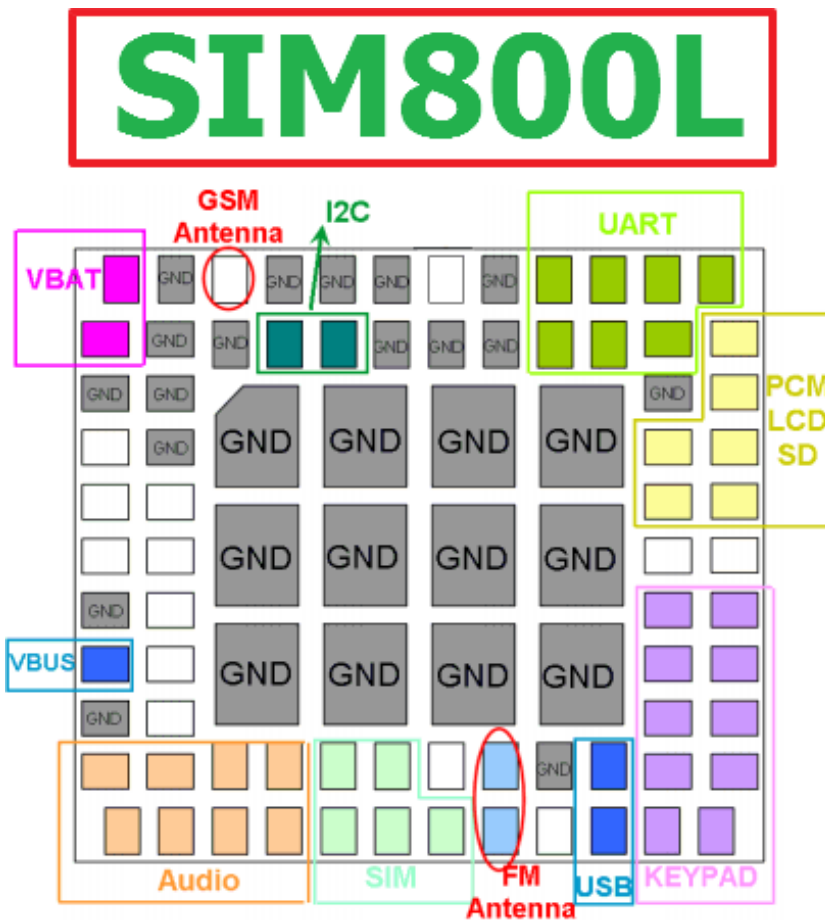 SIM800L
GSM
Antenna
I2C
UART
VBAT GND GND GND GND GND
GND GND GND GND GND
GND GND GND PCM
LCD
GND GND GND GND GND SD
GND GND GND GND
GND
VBUS GND GND GND GND
GND
GND
Audio SIM FM
Antenna
USB KEYPAD